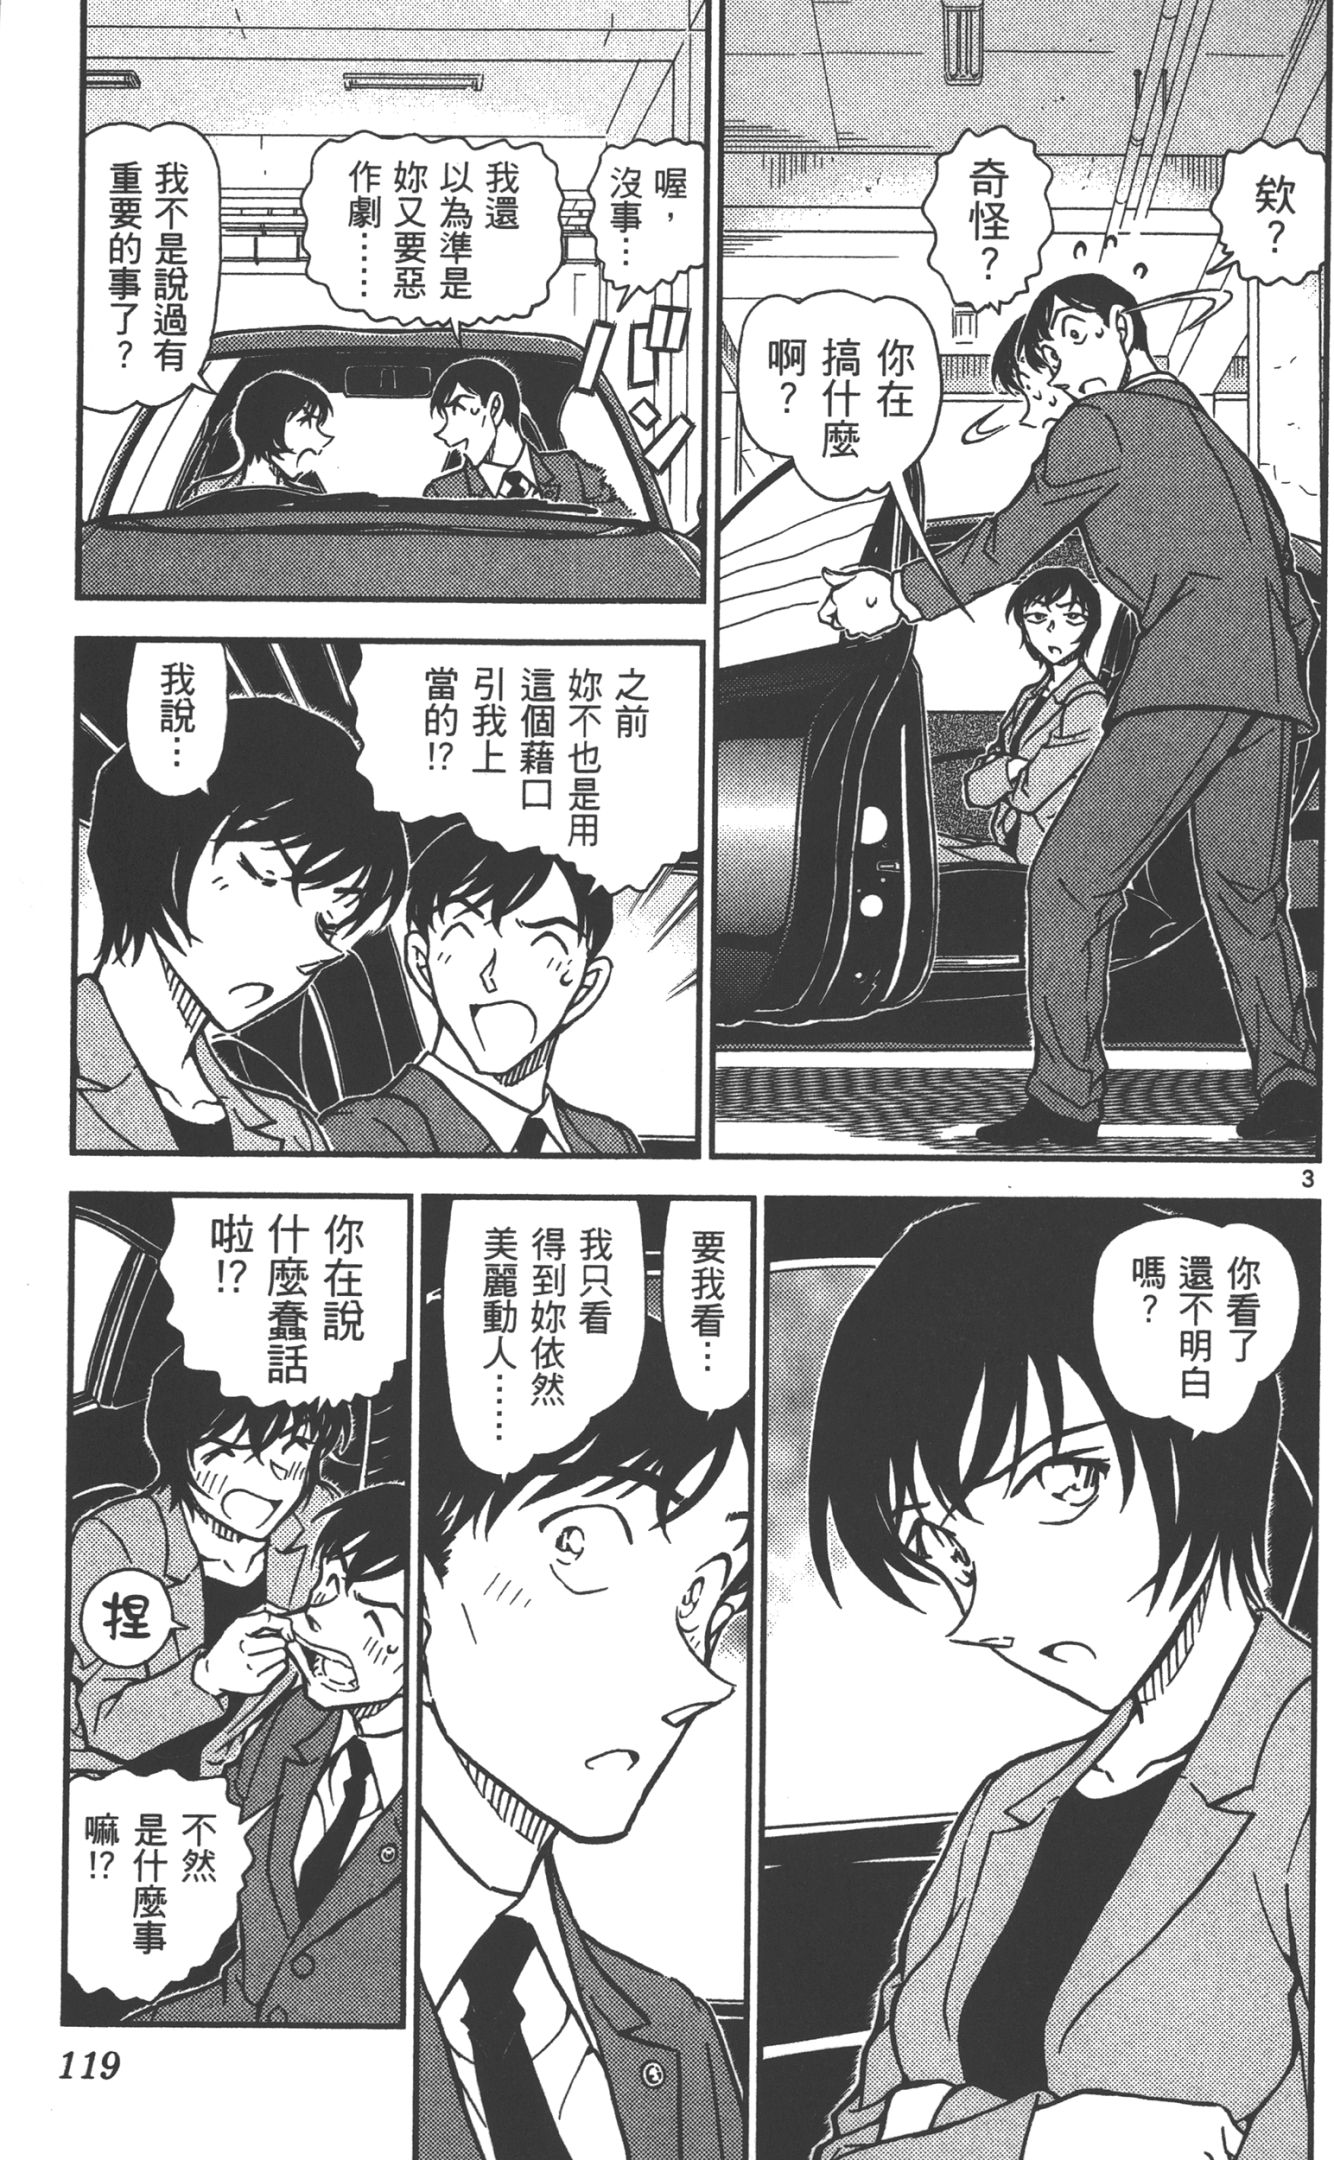 欸？
奇怪？
你在
搞什麼
啊？
喔，
沒事…
我還
以為準是
妳又要惡
作劇……
我不是說過有
重要的事了？
之前
妳不也是用
這個藉口
引我上
當的!?
我說…
3
你看了
還不明白
嗎？
要我看…
我只看
得到妳依然
美麗動人……
你在說
什麼蠢話
啦!?
捏
不然
是什麼事
嘛!?
119